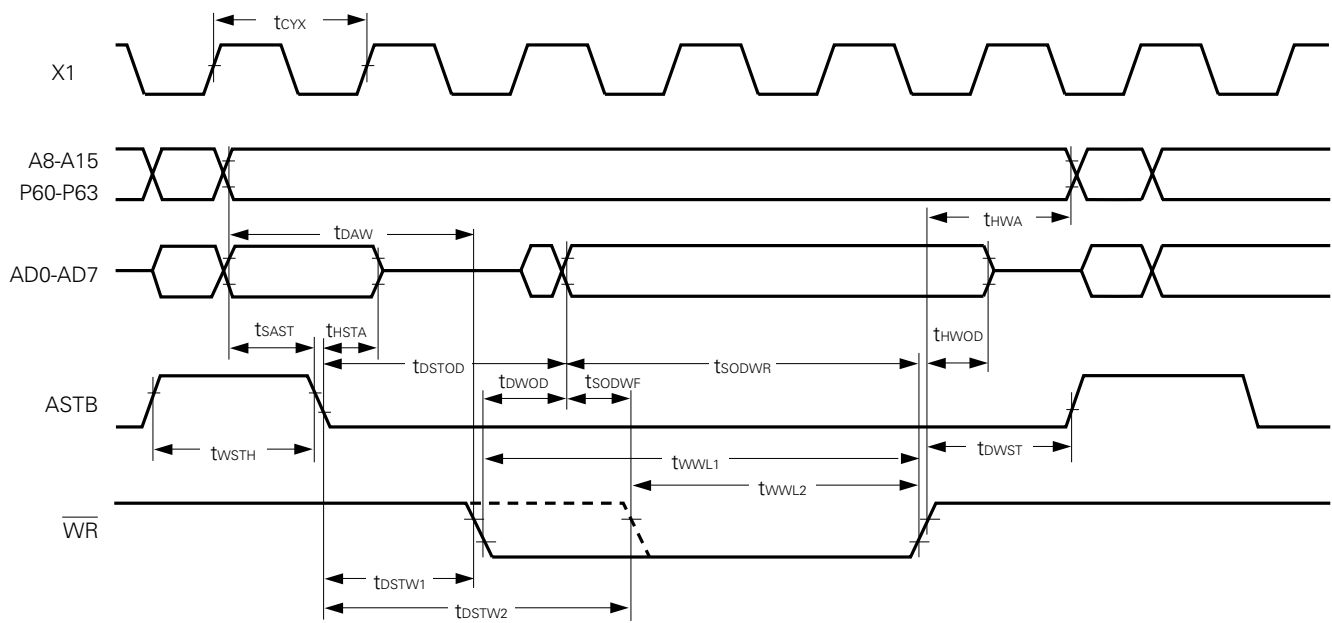 tCYX
X1
A8-A15
P60-P63
tHWA
tDAW
AD0-AD7
tSAST
tHSTA
tHWOD
tDSTOD
tSODWR
tDWOD
tSODWF
ASTB
tWSTH
tDWST
tWWL1
tWWL2
WR
tDSTW1
tDSTW2